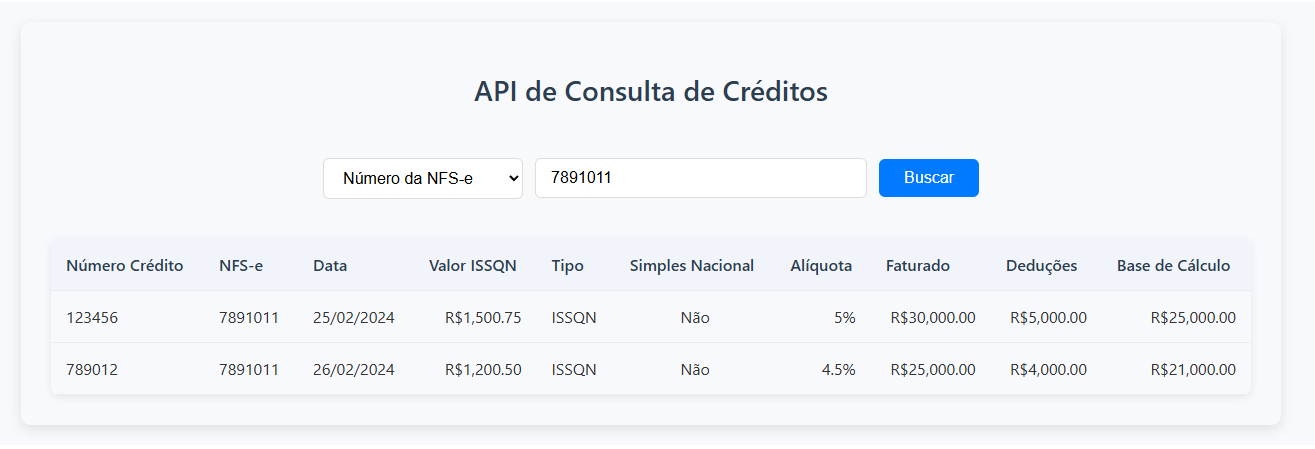 API de Consulta de Créditos
Número da NFS-e 7891011 Buscar
Número Crédito NFS-e Data Valor ISSQN Tipo Simples Nacional Alíquota Faturado Deduções Base de Cálculo
123456 7891011 25/02/2024 R$1,500.75 ISSQN Não 5% R$30,000.00 R$5,000.00 R$25,000.00
789012 7891011 26/02/2024 R$1,200.50 ISSQN Não 4.5% R$25,000.00 R$4,000.00 R$21,000.00